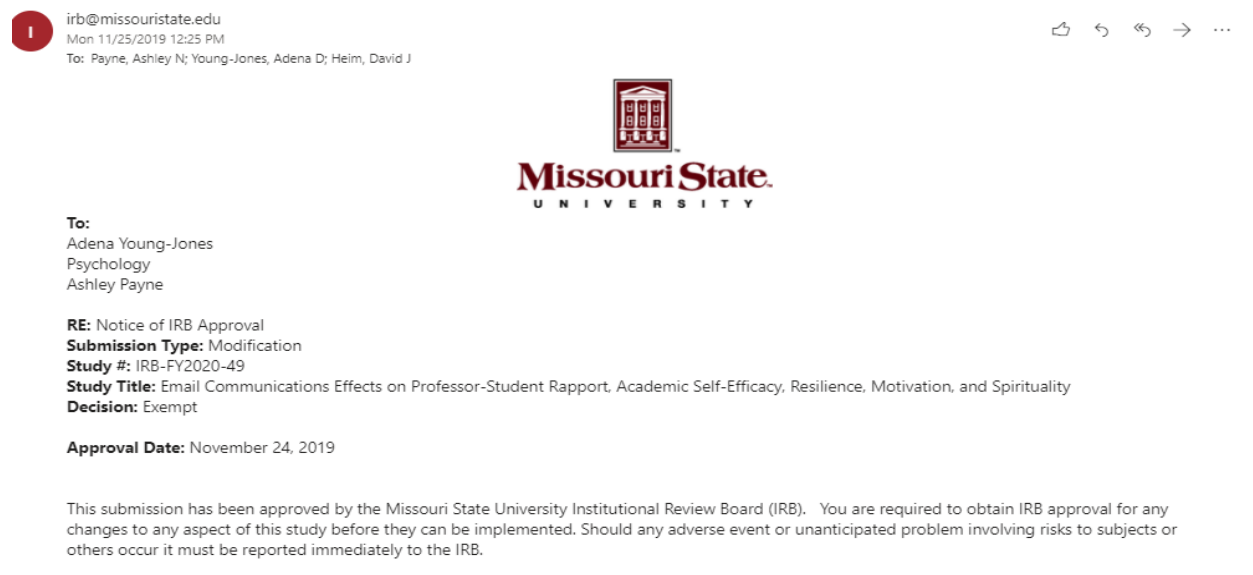 I
irb@missouristate.edu
Mon 11/25/2019 12:25 PM
To: Payne, Ashley N; Young-Jones, Adena D; Heim, David J
Missouri State™
UNIVERSITY
To:
Adena Young-Jones
Psychology
Ashley Payne
RE: Notice of IRB Approval
Submission Type: Modification
Study #: IRB-FY2020-49
Study Title: Email Communications Effects on Professor-Student Rapport, Academic Self-Efficacy, Resilience, Motivation, and Spirituality
Decision: Exempt
Approval Date: November 24, 2019
This submission has been approved by the Missouri State University Institutional Review Board (IRB).   You are required to obtain IRB approval for any
changes to any aspect of this study before they can be implemented. Should any adverse event or unanticipated problem involving risks to subjects or
others occur it must be reported immediately to the IRB.